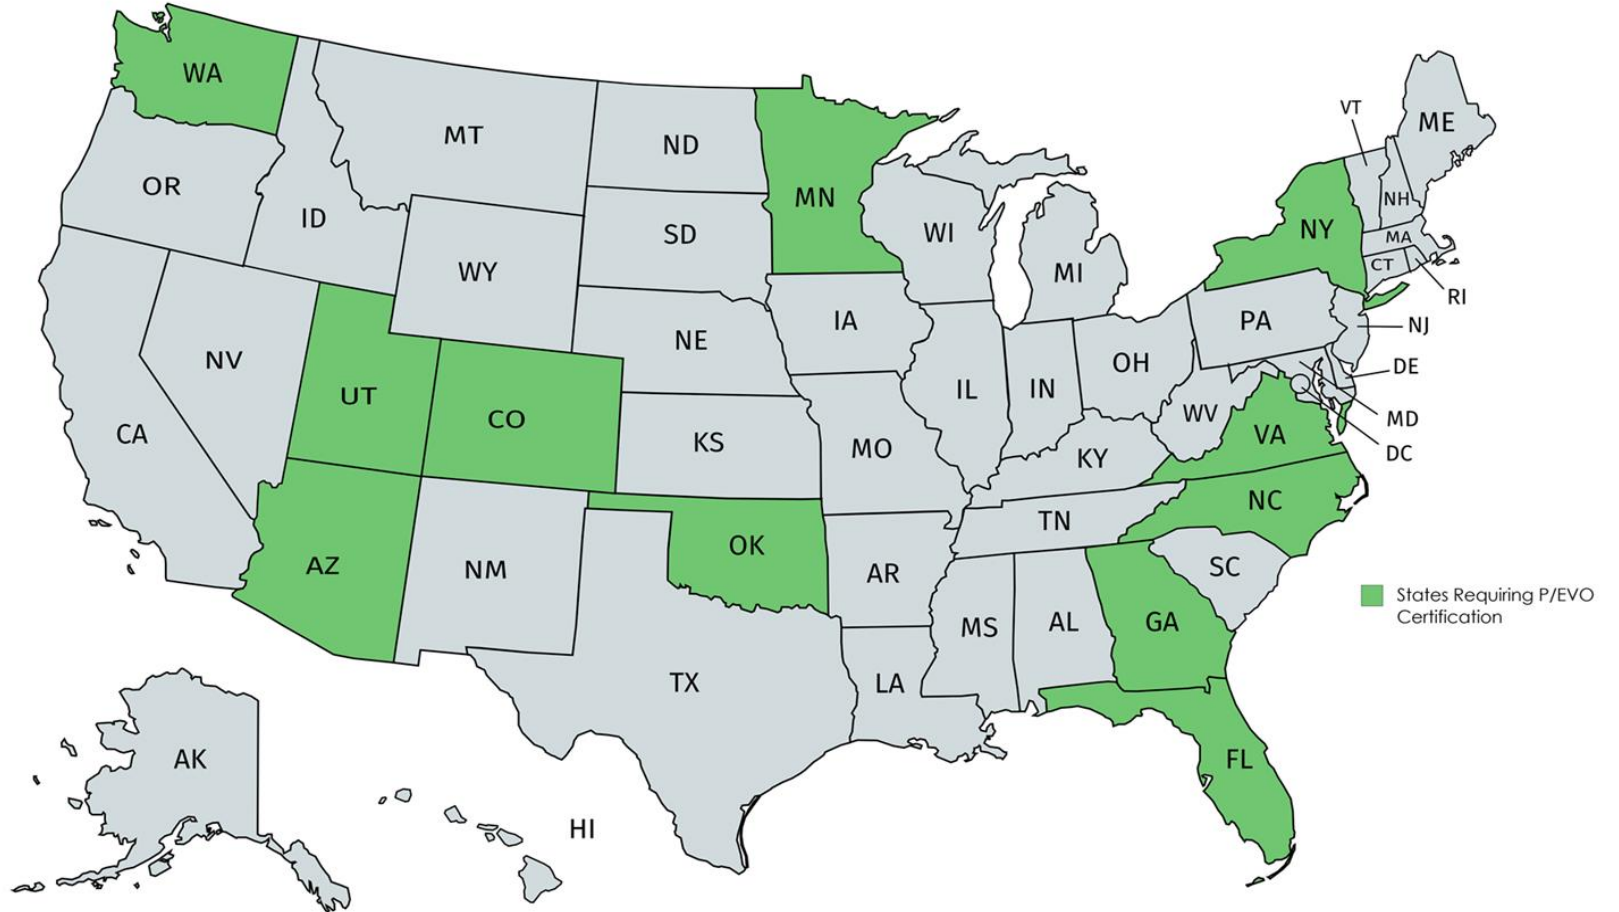 WA
MT
ND
MN
OR
ID
WY
SD
WI
MI
VT
ME
NH
NY
MA
CT
RI
NV
UT
CO
NE
IA
IL
IN
OH
PA
NJ
DE
MD
DC
CA
KS
MO
KY
WV
VA
AZ
NM
OK
AR
TN
NC
SC
States Requiring P/EVO
Certification
TX
LA
MS
AL
GA
AK
HI
FL